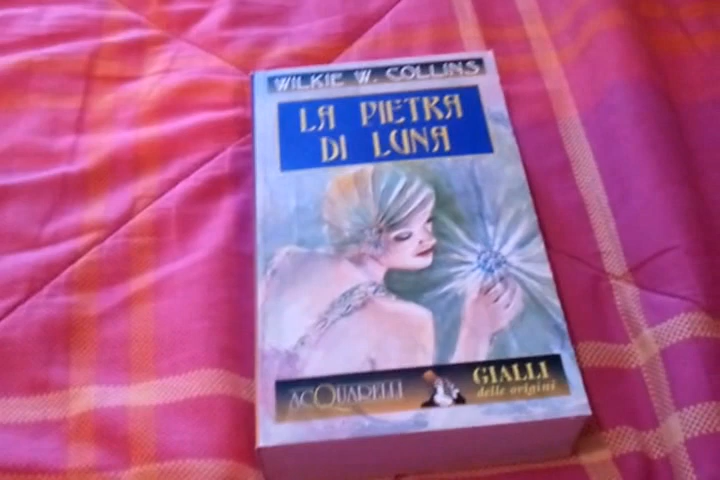 WILKIE W. COLLINS
LA PIETRA
DI LUNA
ACQUARELLI
GIALLI
delle origini